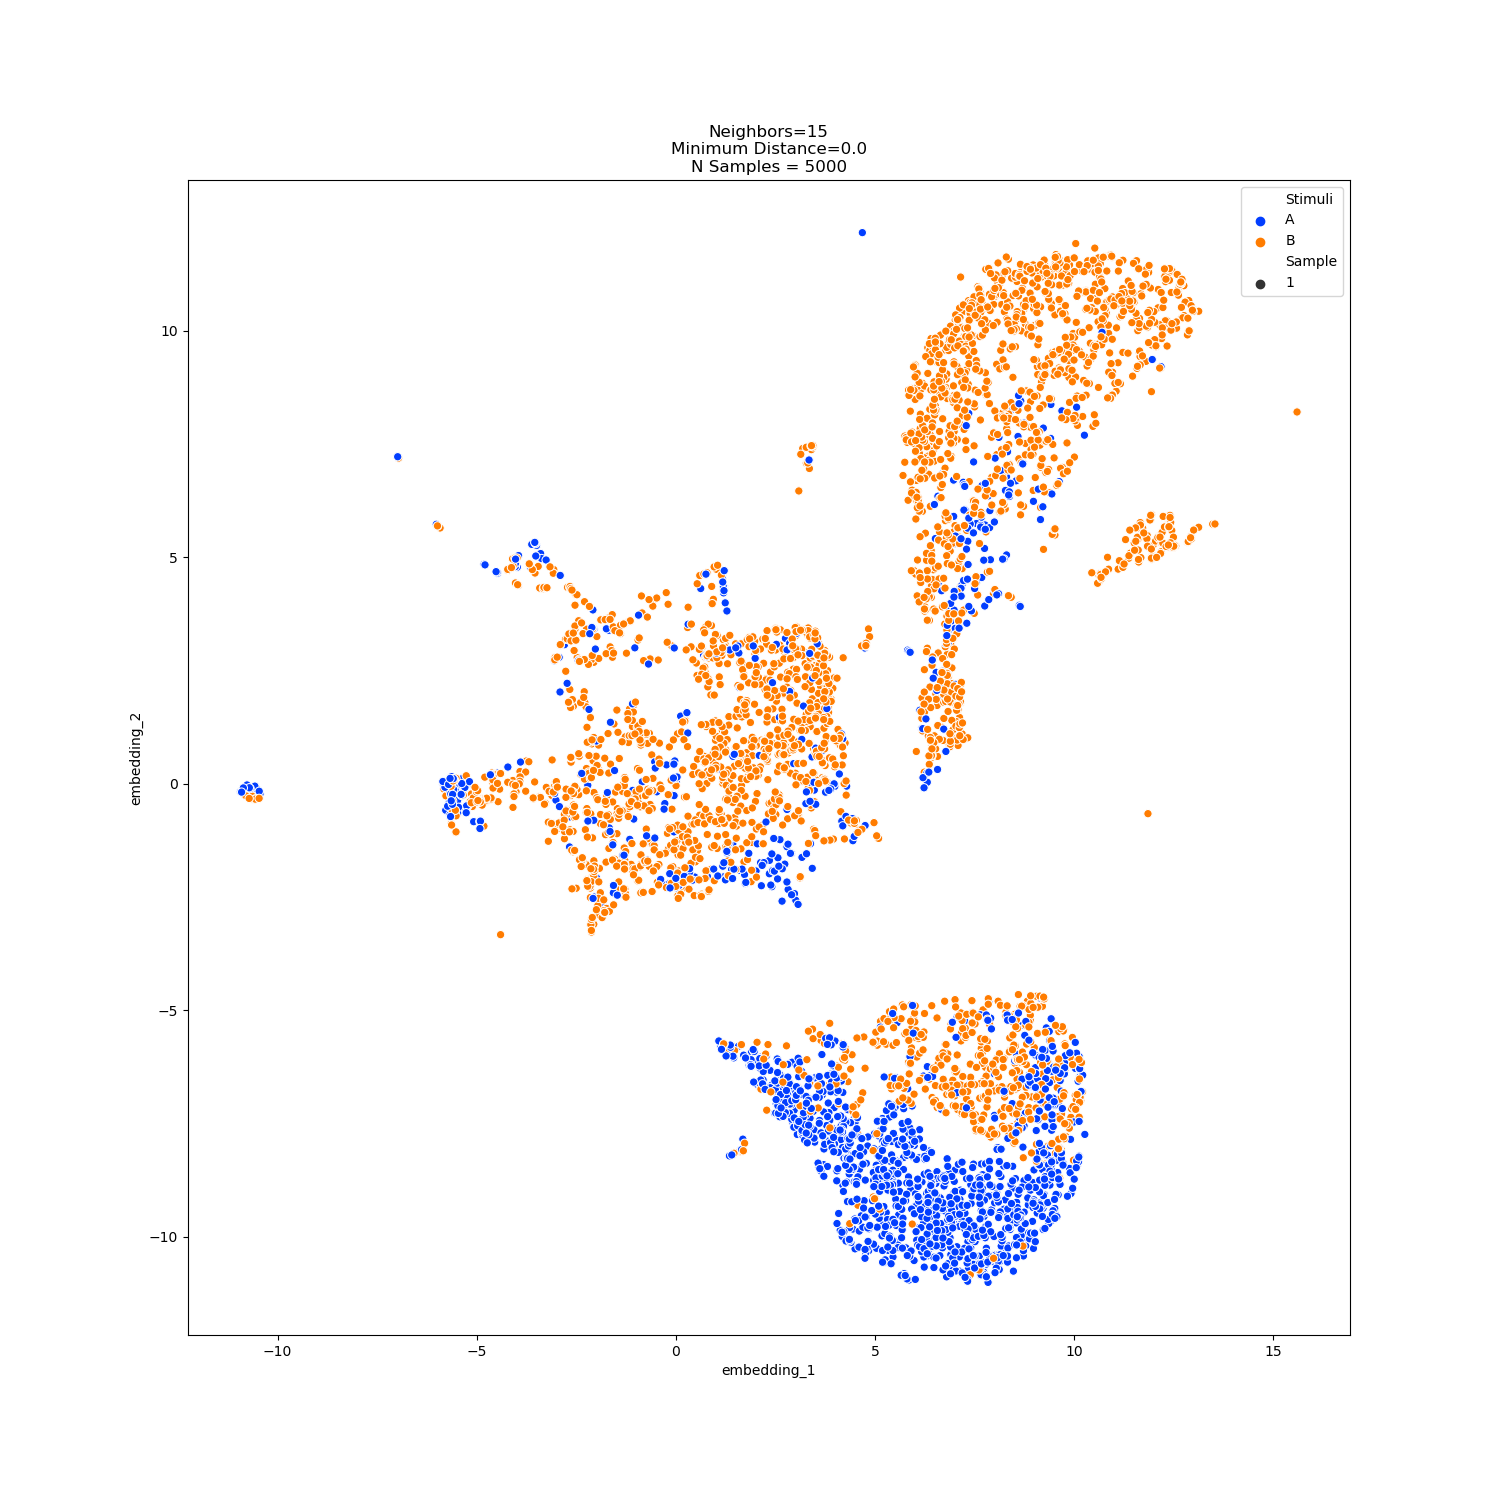 Neighbors=15
Minimum Distance=0.0
N Samples = 5000
Stimuli
A
B
Sample
1
10
5
0
−5
−10
embedding_2
−10
−5
0
5
10
15
embedding_1